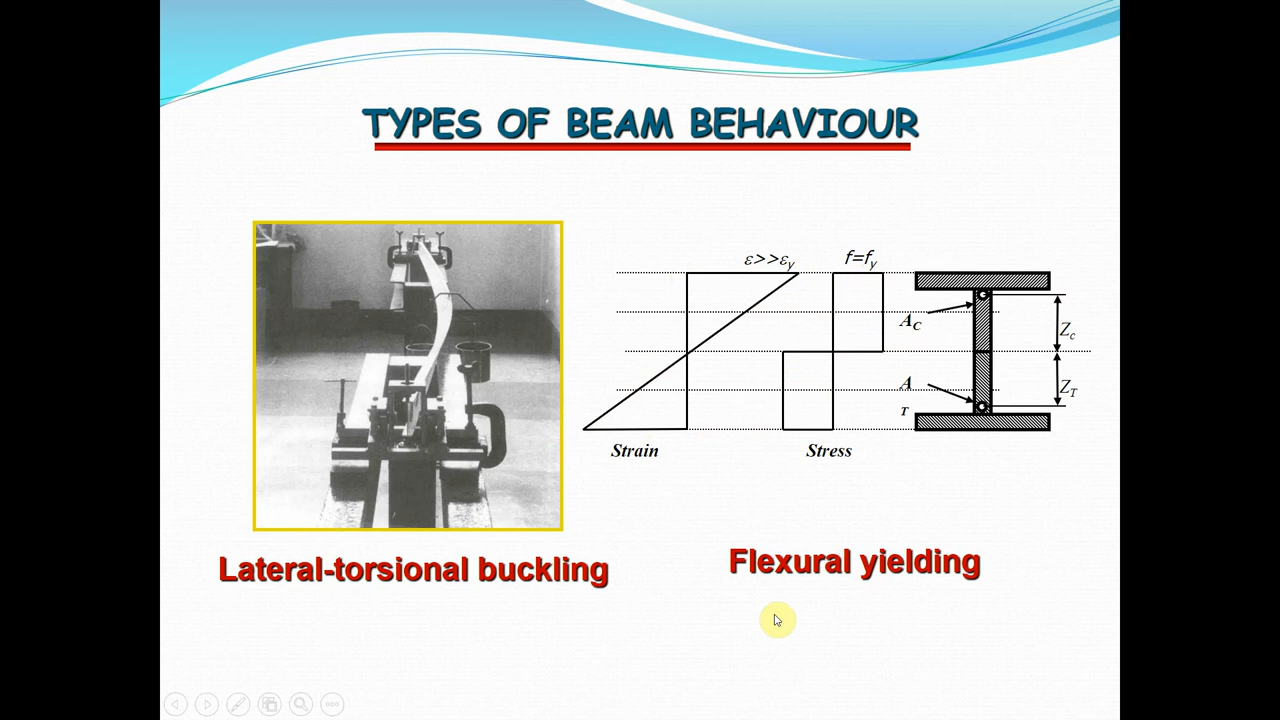 TYPES OF BEAM BEHAVIOUR
ε>>εy
f=fy
AC
Zc
A
T
ZT
Strain
Stress
Lateral-torsional buckling
Flexural yielding